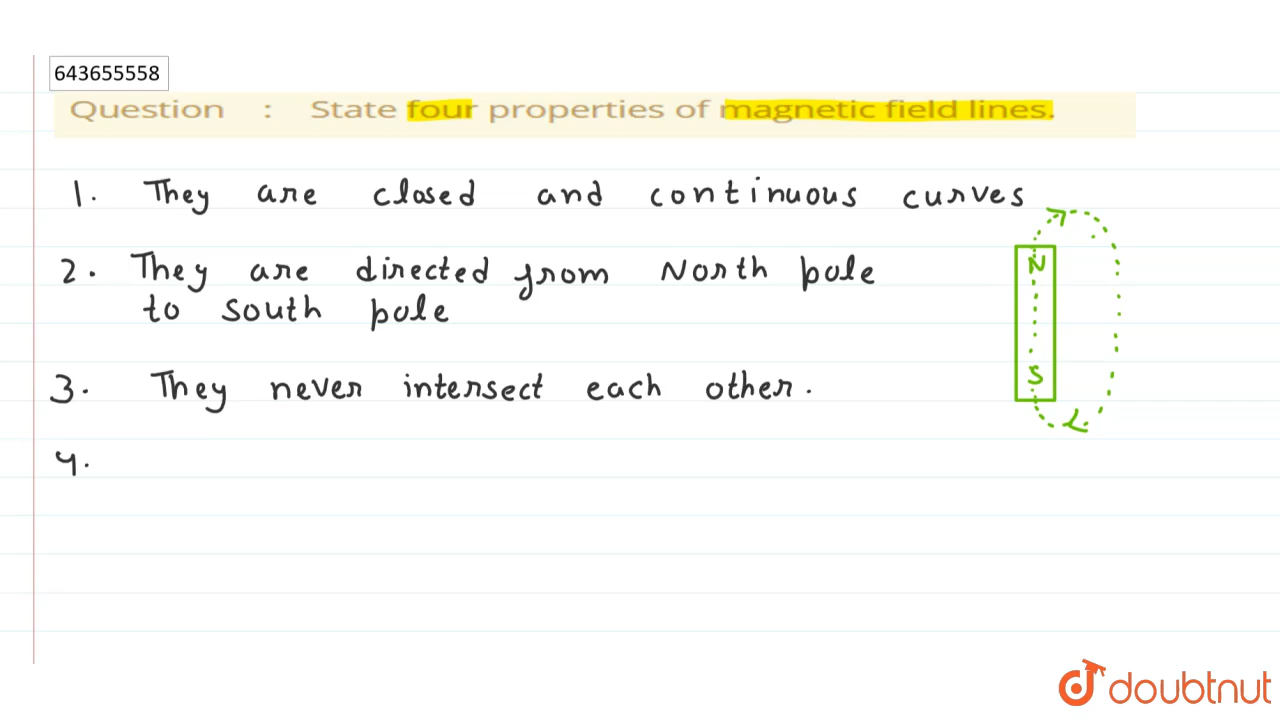 643655558
Question : State four properties of magnetic field lines.
1. They are closed and continuous curves
2. They are directed from North pole
to south pole
N
S
3. They never intersect each other.
4.
doubtnut